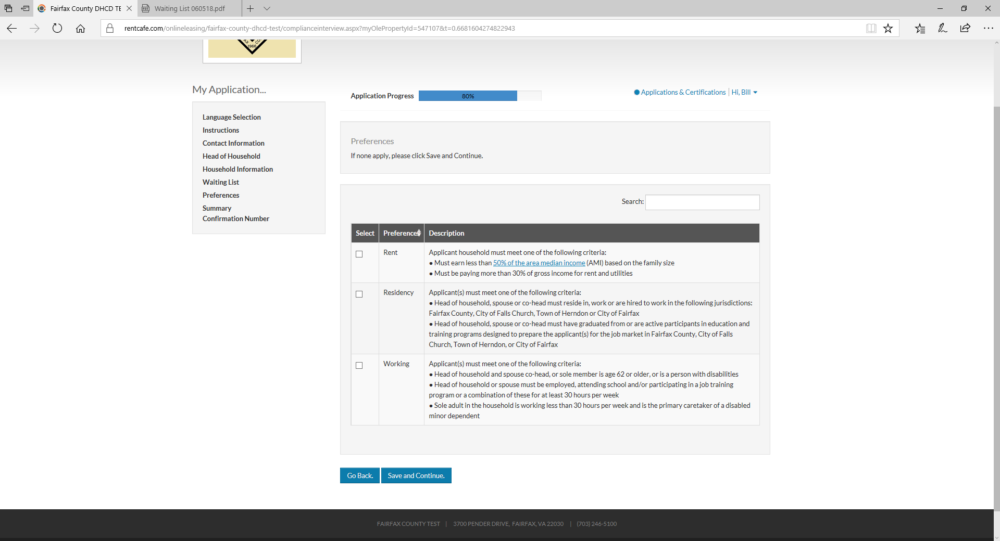 Fairfax County DHCD TE
Waiting List 060518.pdf
rentcafe.com/onlineleasing/fairfax-county-dhcd-test/complianceinterview.aspx?myOlePropertyId=547107&t=0.6681604274822943
1966
My Application...
Language Selection
Instructions
Contact Information
Head of Household
Household Information
Waiting List
Preferences
Summary
Confirmation Number
Application Progress 80%
Applications & Certifications | Hi, Bill
Preferences
If none apply, please click Save and Continue.
Search:
Select Preferences Description
Rent
Applicant household must meet one of the following criteria:
● Must earn less than 50% of the area median income (AMI) based on the family size
● Must be paying more than 30% of gross income for rent and utilities
Residency
Applicant(s) must meet one of the following criteria:
● Head of household, spouse or co-head must reside in, work or are hired to work in the following jurisdictions:
Fairfax County, City of Falls Church, Town of Herndon or City of Fairfax
● Head of household, spouse or co-head must have graduated from or are active participants in education and
training programs designed to prepare the applicant(s) for the job market in Fairfax County, City of Falls
Church, Town of Herndon, or City of Fairfax
Working
Applicant(s) must meet one of the following criteria:
● Head of household and spouse co-head, or sole member is age 62 or older, or is a person with disabilities
● Head of household or spouse must be employed, attending school and/or participating in a job training
program or a combination of these for at least 30 hours per week
● Sole adult in the household is working less than 30 hours per week and is the primary caretaker of a disabled
minor dependent
Go Back. Save and Continue.
FAIRFAX COUNTY TEST | 3700 PENDER DRIVE, FAIRFAX, VA 22030 | (703) 246-5100